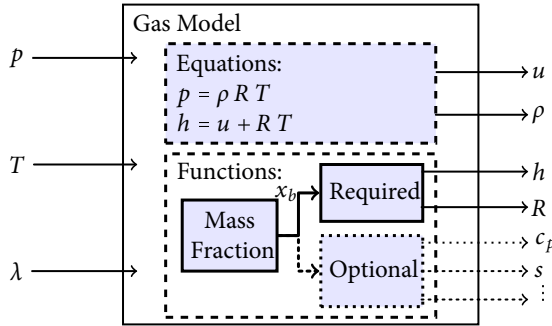 Gas Model
p
Equations:
p = ρ R T
h = u + R T
u
ρ
T
Functions:
x_b
Required
h
R
Mass
Fraction
λ
Optional
c_p
s
⋮